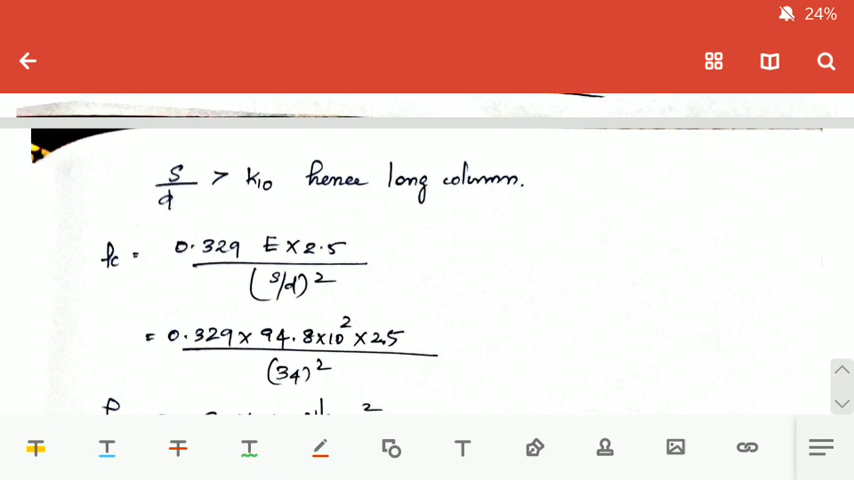 24%
S/d > K10 hence long column.
fc = 0.329 E × 2.5
(S/d)²
= 0.329 × 94.8×10² × 2.5
(34)²
T T T T T